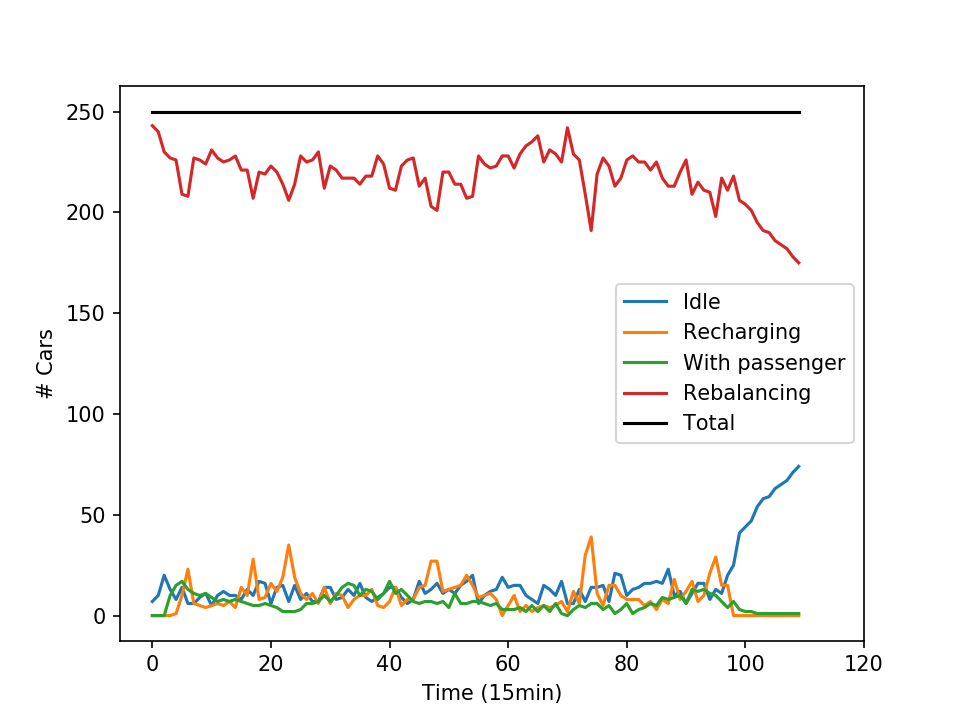 250
200
150
100
50
0
# Cars
Idle
Recharging
With passenger
Rebalancing
Total
0 20 40 60 80 100 120
Time (15min)